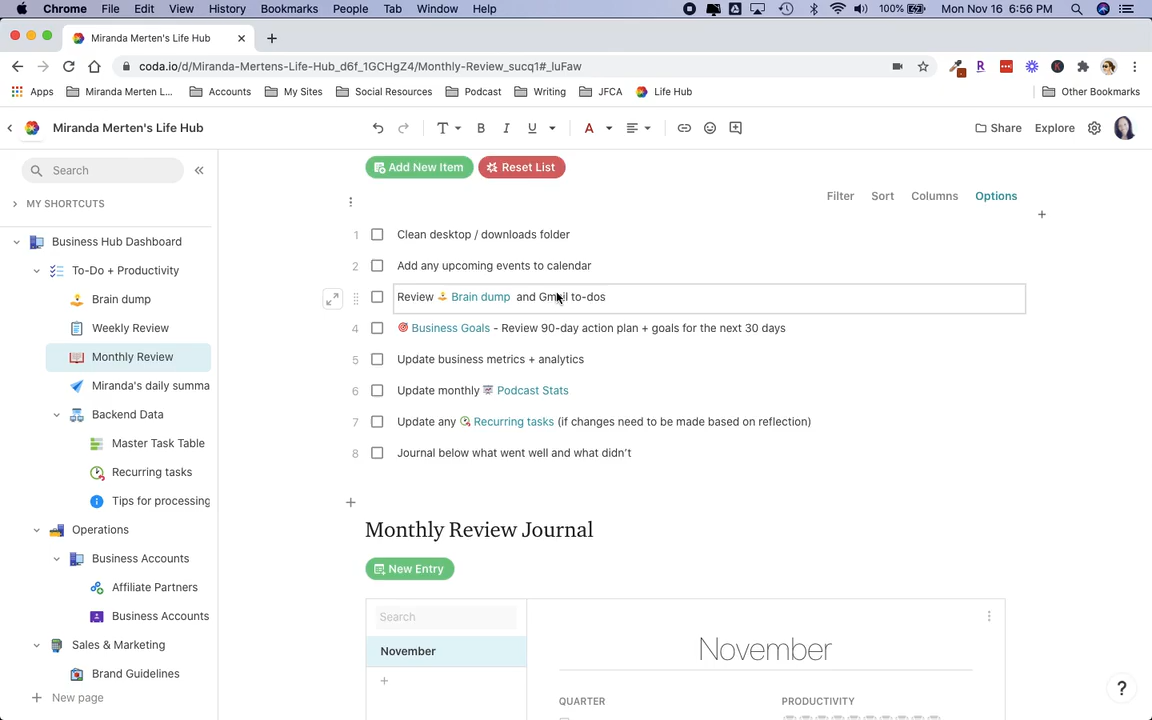 Chrome File Edit View History Bookmarks People Tab Window Help 100% Mon Nov 16 6:56 PM
Miranda Merten's Life Hub
coda.io/d/Miranda-Mertens-Life-Hub_d6f_1GCHgZ4/Monthly-Review_sucq1#_luFaw
Apps Miranda Merten L... Accounts My Sites Social Resources Podcast Writing JFCA Life Hub Other Bookmarks
Miranda Merten's Life Hub T B I U A Share Explore
Search
MY SHORTCUTS
Business Hub Dashboard
To-Do + Productivity
Brain dump
Weekly Review
Monthly Review
Miranda's daily summa
Backend Data
Master Task Table
Recurring tasks
Tips for processing
Operations
Business Accounts
Affiliate Partners
Business Accounts
Sales & Marketing
Brand Guidelines
New page
Add New Item Reset List
Filter Sort Columns Options
1 Clean desktop / downloads folder
2 Add any upcoming events to calendar
Review Brain dump and Gmail to-dos
4 Business Goals - Review 90-day action plan + goals for the next 30 days
5 Update business metrics + analytics
6 Update monthly Podcast Stats
7 Update any Recurring tasks (if changes need to be made based on reflection)
8 Journal below what went well and what didn't
Monthly Review Journal
New Entry
Search
November
November
QUARTER PRODUCTIVITY
?